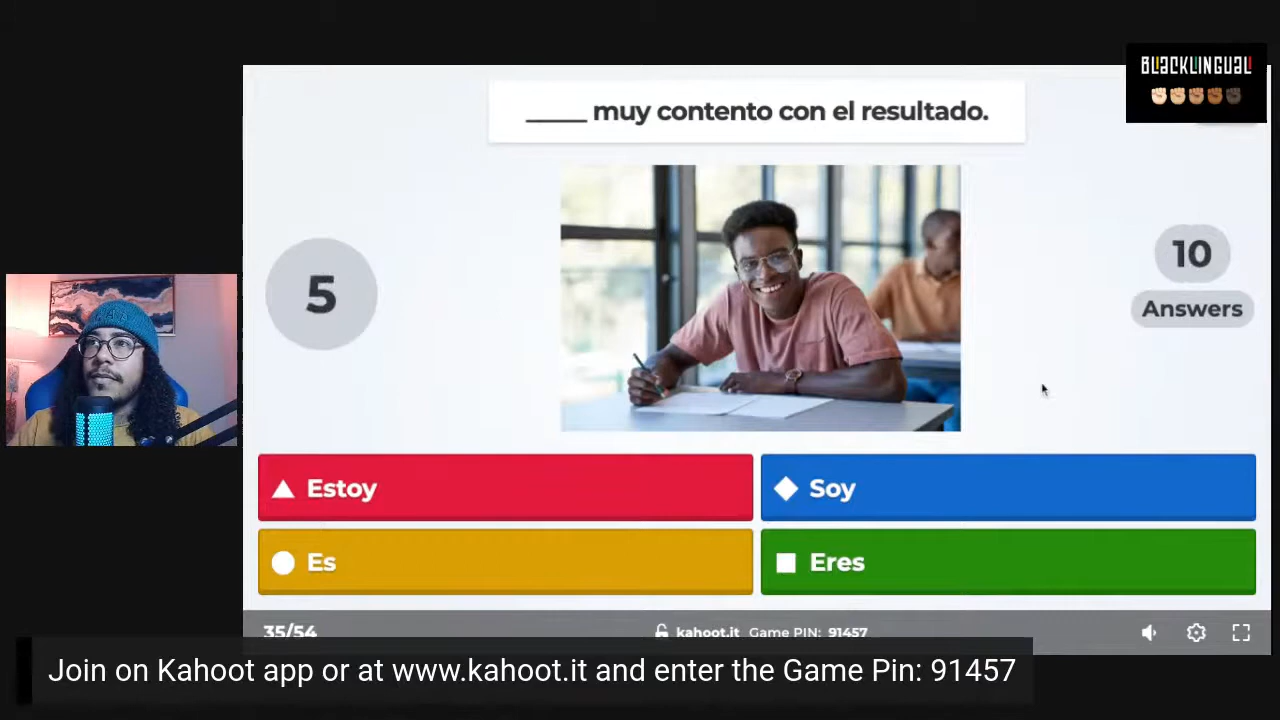 BLACKLINGUAL
_____ muy contento con el resultado.
5
10
Answers
Estoy
Soy
Es
Eres
35/54
kahoot.it Game PIN: 91457
Join on Kahoot app or at www.kahoot.it and enter the Game Pin: 91457